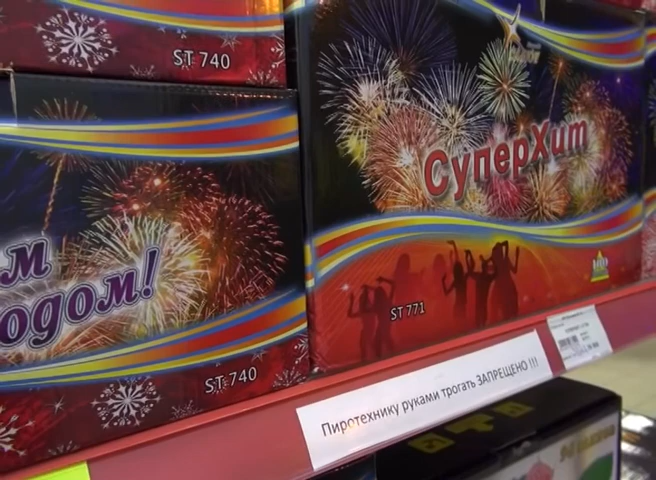 ST 740
СуперХит
м
одом!
ST 771
ST 740
Пиротехнику руками трогать ЗАПРЕЩЕНО !!!